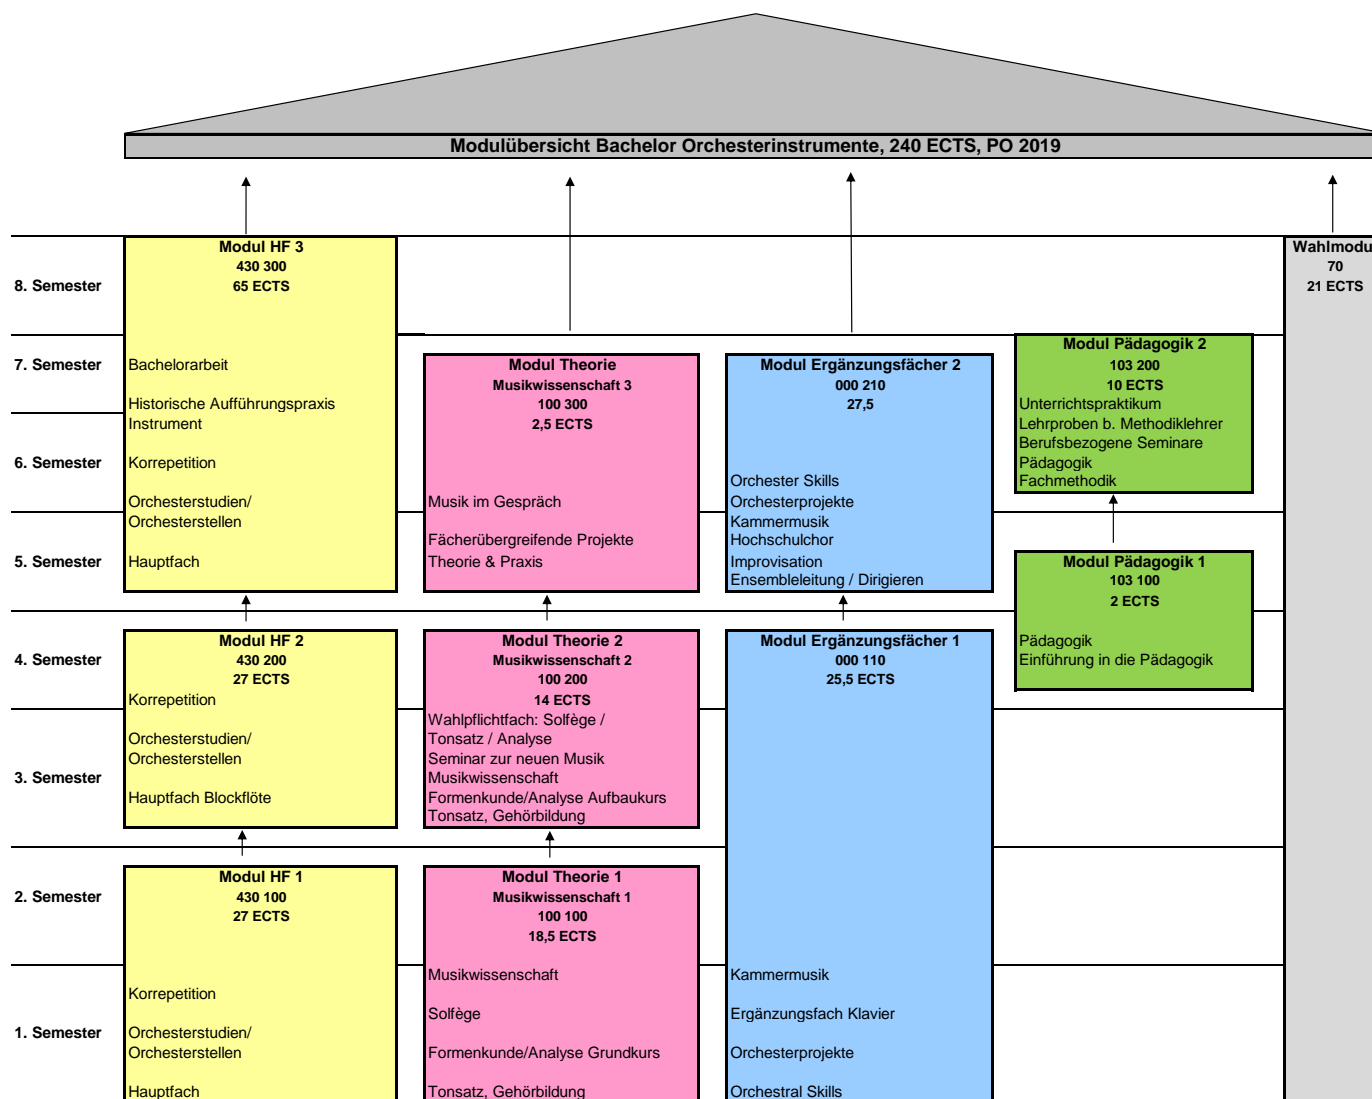 Modulübersicht Bachelor Orchesterinstrumente, 240 ECTS, PO 2019
8. Semester
7. Semester
6. Semester
5. Semester
4. Semester
3. Semester
2. Semester
1. Semester
Modul HF 3
430 300
65 ECTS
Bachelorarbeit
Historische Aufführungspraxis
Instrument
Korrepetition
Orchesterstudien/
Orchesterstellen
Hauptfach
Modul HF 2
430 200
27 ECTS
Korrepetition
Orchesterstudien/
Orchesterstellen
Hauptfach Blockflöte
Modul HF 1
430 100
27 ECTS
Korrepetition
Orchesterstudien/
Orchesterstellen
Hauptfach
Modul Theorie
Musikwissenschaft 3
100 300
2,5 ECTS
Musik im Gespräch
Fächerübergreifende Projekte
Theorie & Praxis
Modul Theorie 2
Musikwissenschaft 2
100 200
14 ECTS
Wahlpflichtfach: Solfège /
Tonsatz / Analyse
Seminar zur neuen Musik
Musikwissenschaft
Formenkunde/Analyse Aufbaukurs
Tonsatz, Gehörbildung
Modul Theorie 1
Musikwissenschaft 1
100 100
18,5 ECTS
Musikwissenschaft
Solfège
Formenkunde/Analyse Grundkurs
Tonsatz, Gehörbildung
Modul Ergänzungsfächer 2
000 210
27,5
Orchester Skills
Orchesterprojekte
Kammermusik
Hochschulchor
Improvisation
Ensembleleitung / Dirigieren
Modul Ergänzungsfächer 1
000 110
25,5 ECTS
Kammermusik
Ergänzungsfach Klavier
Orchesterprojekte
Orchestral Skills
Modul Pädagogik 2
103 200
10 ECTS
Unterrichtspraktikum
Lehrproben b. Methodiklehrer
Berufsbezogene Seminare
Pädagogik
Fachmethodik
Modul Pädagogik 1
103 100
2 ECTS
Pädagogik
Einführung in die Pädagogik
Wahlmodu
70
21 ECTS